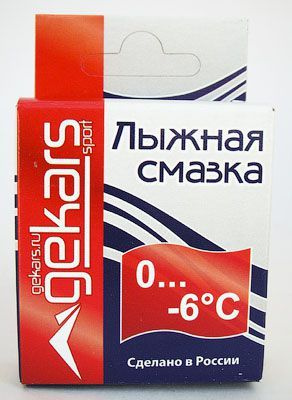 gekars
sport
gekars.ru
Лыжная
смазка
0...
-6°C
Сделано в России